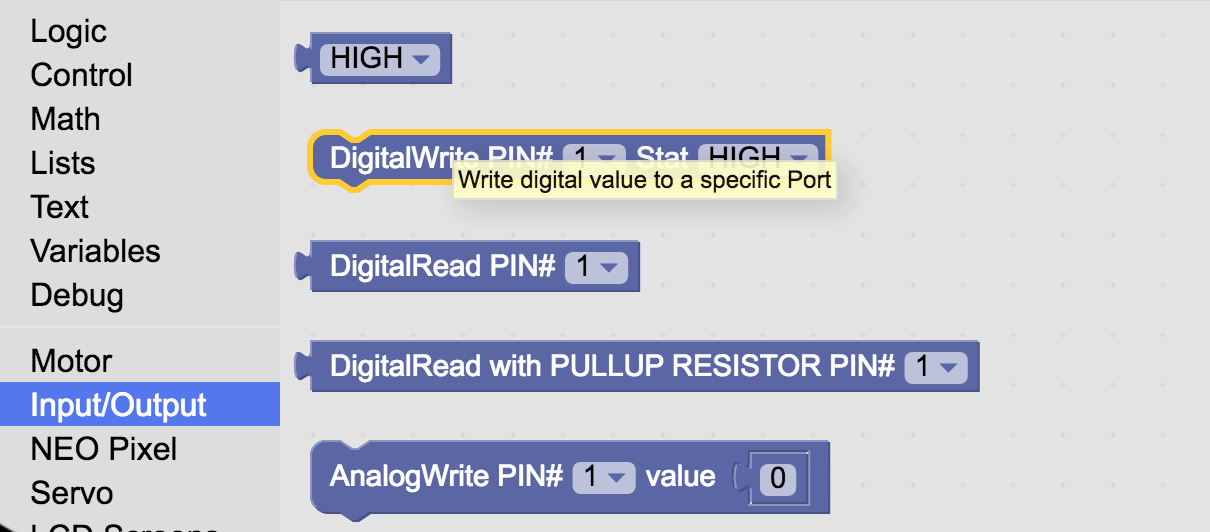 Logic
Control
Math
Lists
Text
Variables
Debug
Motor
Input/Output
NEO Pixel
Servo
LCD Screens
HIGH
DigitalWrite PIN# 1 Stat HIGH
Write digital value to a specific Port
DigitalRead PIN# 1
DigitalRead with PULLUP RESISTOR PIN# 1
AnalogWrite PIN# 1 value 0